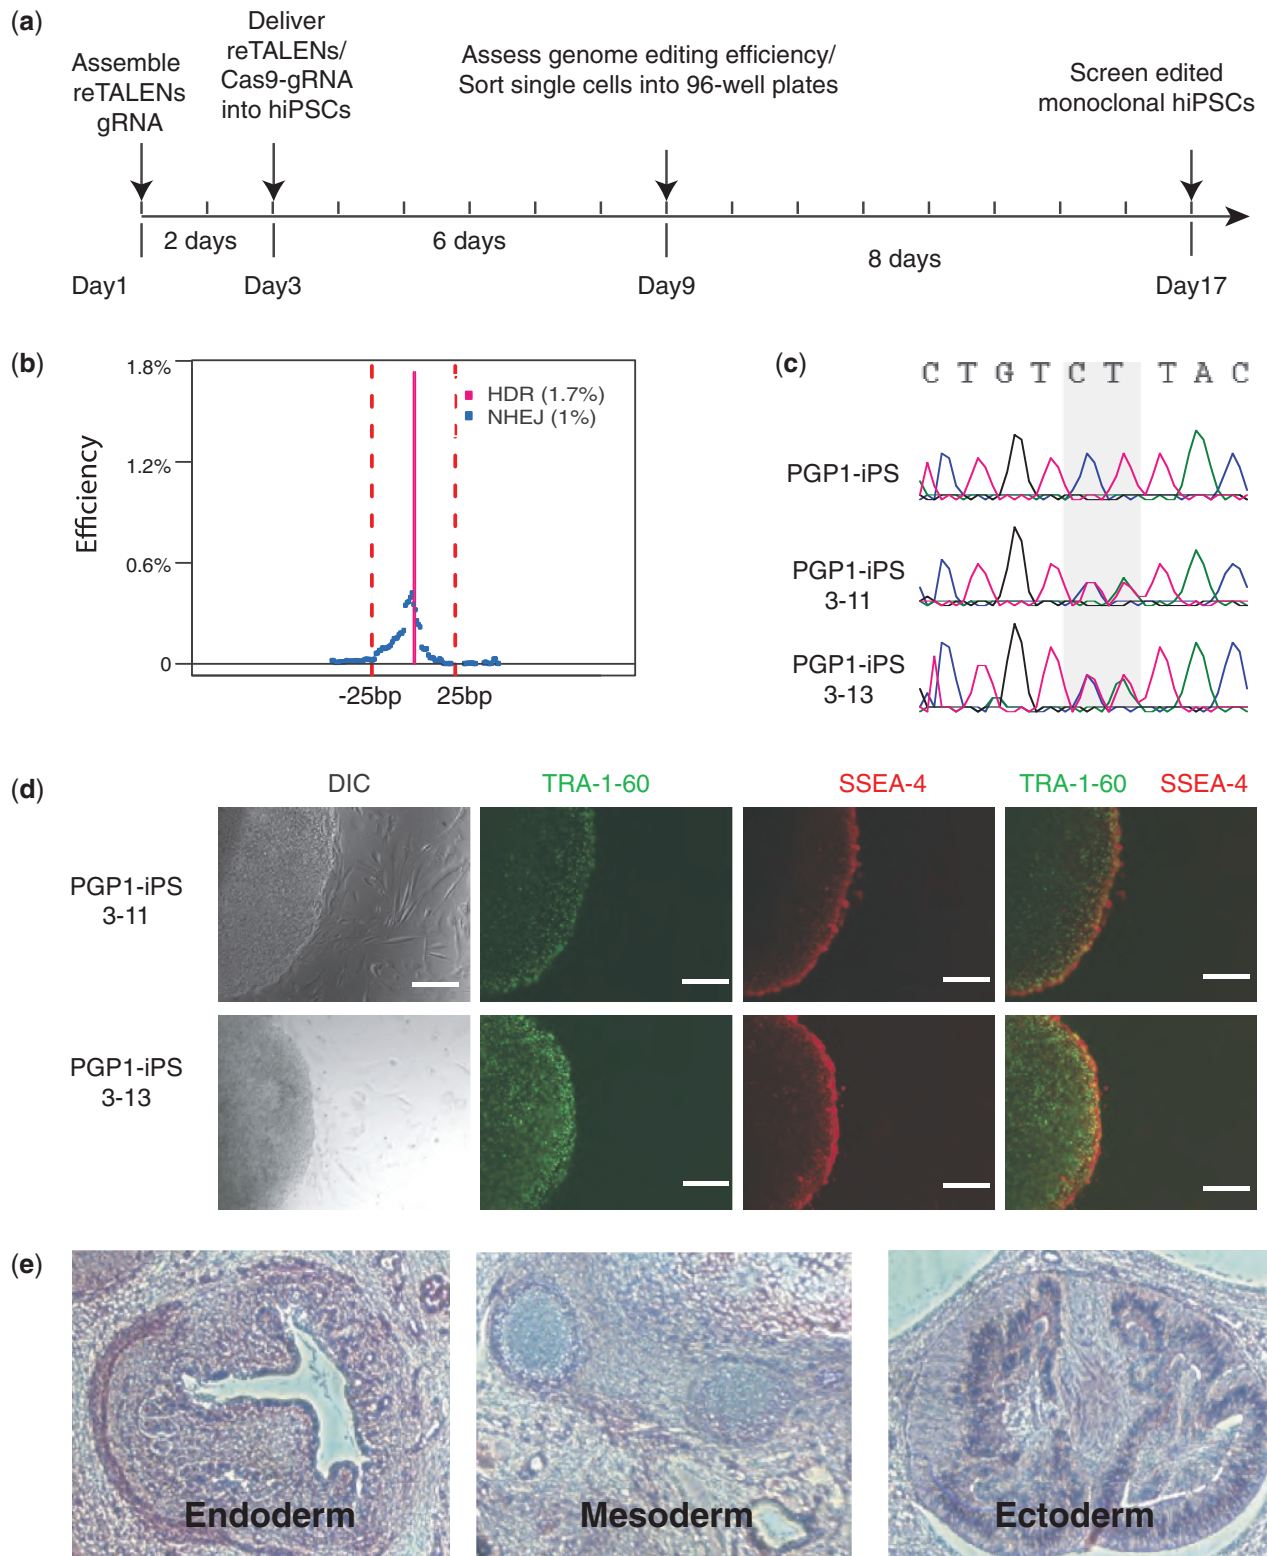 (a)
Assemble
reTALENs
gRNA
Deliver
reTALENs/
Cas9-gRNA
into hiPSCs
Assess genome editing efficiency/
Sort single cells into 96-well plates
Screen edited
monoclonal hiPSCs
2 days
6 days
8 days
Day1
Day3
Day9
Day17
(b)
Efficiency
1.8%
1.2%
0.6%
0
HDR (1.7%)
NHEJ (1%)
-25bp
25bp
(c)
C T G T C T T A C
PGP1-iPS
PGP1-iPS
3-11
PGP1-iPS
3-13
(d)
DIC
TRA-1-60
SSEA-4
TRA-1-60 SSEA-4
PGP1-iPS
3-11
PGP1-iPS
3-13
(e)
Endoderm
Mesoderm
Ectoderm